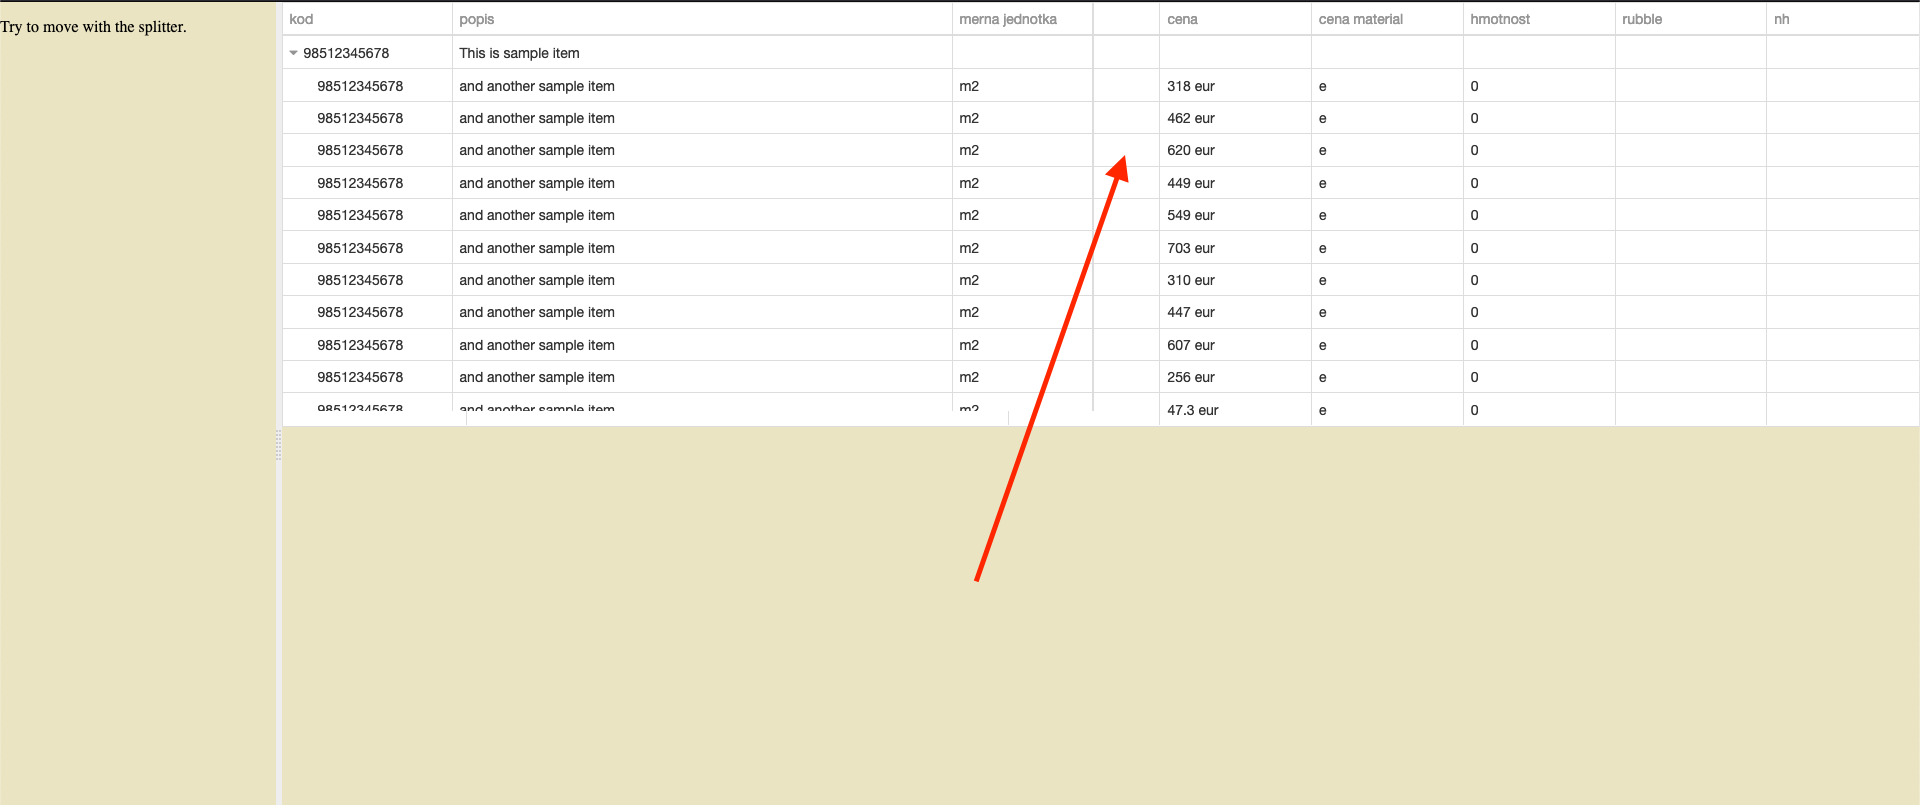 Try to move with the splitter.
kod popis merna jednotka cena cena material hmotnost rubble nh
98512345678 This is sample item
98512345678 and another sample item m2 318 eur e 0
98512345678 and another sample item m2 462 eur e 0
98512345678 and another sample item m2 620 eur e 0
98512345678 and another sample item m2 449 eur e 0
98512345678 and another sample item m2 549 eur e 0
98512345678 and another sample item m2 703 eur e 0
98512345678 and another sample item m2 310 eur e 0
98512345678 and another sample item m2 447 eur e 0
98512345678 and another sample item m2 607 eur e 0
98512345678 and another sample item m2 256 eur e 0
98512345678 and another sample item m2 47.3 eur e 0